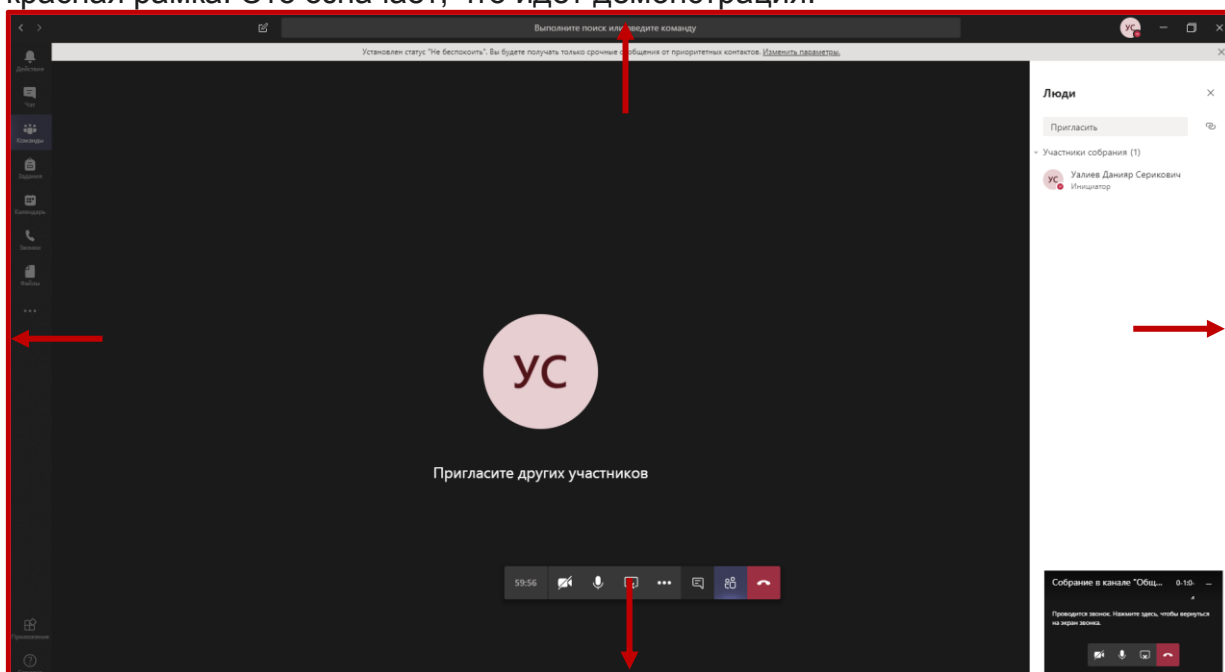 красная рамка. Это означает, что идет демонстрация.
Выполните поиск или введите команду
УС
Установлен статус "Не беспокоить". Вы будете получать только срочные сообщения от приоритетных контактов. Изменить параметры.
Действия
Чат
Команды
Задания
Календарь
Звонки
Файлы
Люди
Пригласить
Участники собрания (1)
УС
Уалиев Данияр Серикович
Инициатор
УС
Пригласите других участников
59:56
Собрание в канале "Общ...
Проводится звонок. Нажмите здесь, чтобы вернуться
на экран звонка.
Приложения